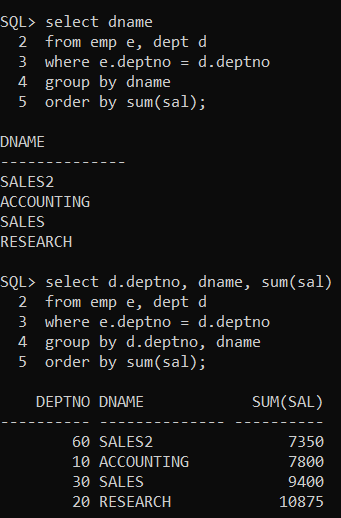 SQL> select dname
  2  from emp e, dept d
  3  where e.deptno = d.deptno
  4  group by dname
  5  order by sum(sal);

DNAME
--------------
SALES2
ACCOUNTING
SALES
RESEARCH

SQL> select d.deptno, dname, sum(sal)
  2  from emp e, dept d
  3  where e.deptno = d.deptno
  4  group by d.deptno, dname
  5  order by sum(sal);

    DEPTNO DNAME            SUM(SAL)
---------- -------------- ----------
        60 SALES2               7350
        10 ACCOUNTING           7800
        30 SALES                9400
        20 RESEARCH            10875